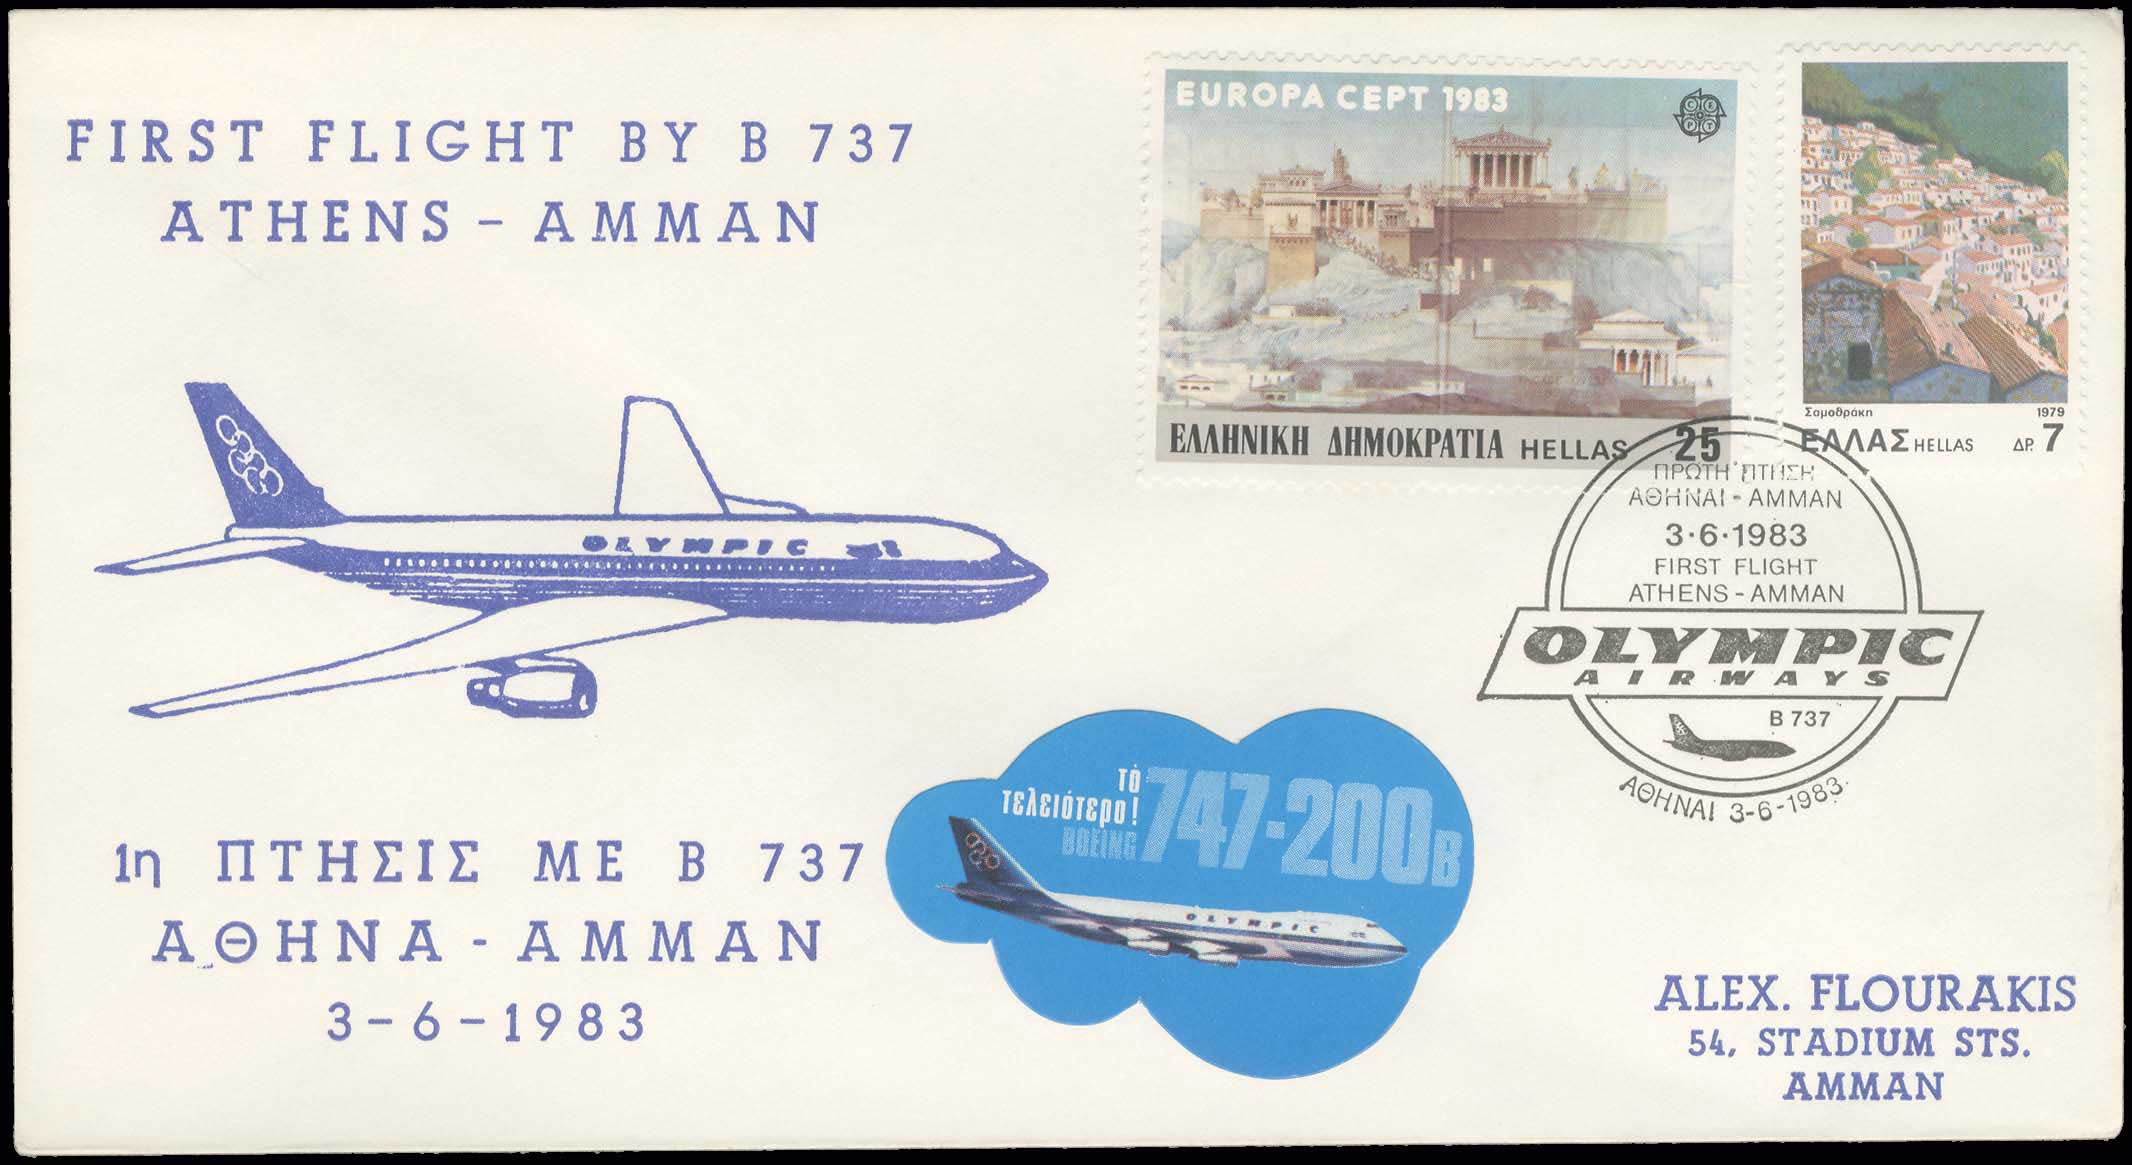 FIRST FLIGHT BY B 737
ATHENS - AMMAN
EUROPA CEPT 1983
C E P T
ΕΛΛΗΝΙΚΗ ΔΗΜΟΚΡΑΤΙΑ HELLAS 25
Σαμοθράκη 1979
ΕΛΛΑΣ HELLAS ΔΡ. 7
ΠΡΩΤΗ ΠΤΗΣΗ
ΑΘΗΝΑΙ - ΑΜΜΑΝ
3·6·1983
FIRST FLIGHT
ATHENS - AMMAN
OLYMPIC
AIRWAYS
B 737
ΑΘΗΝΑΙ 3-6-1983
OLYMPIC
τὸ
τελειότερο!
BOEING 747-200B
OLYMPIC
1η ΠΤΗΣΙΣ ΜΕ Β 737
ΑΘΗΝΑ - ΑΜΜΑΝ
3-6-1983
ALEX. FLOURAKIS
54, STADIUM STS.
AMMAN